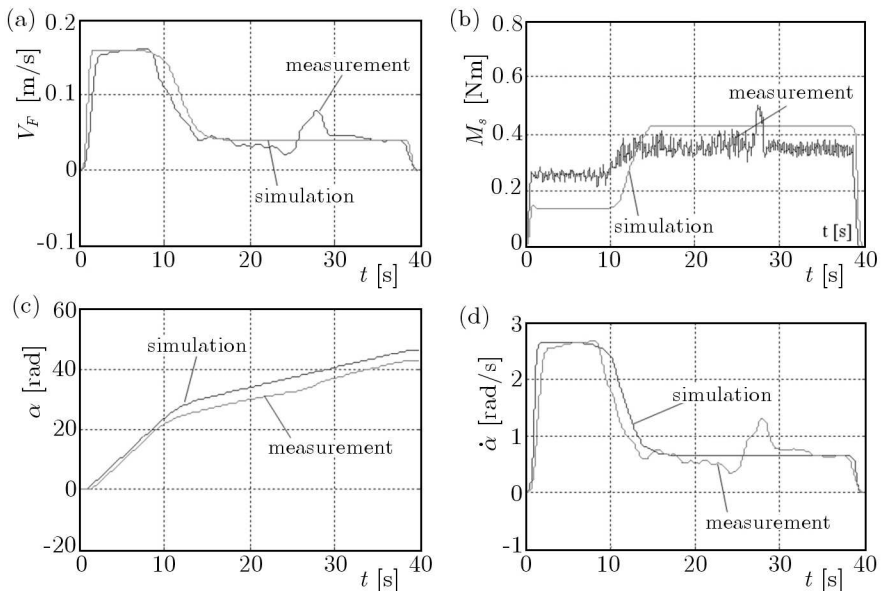 (a)
0.2
0.1
0
-0.1
V_F [m/s]
measurement
simulation
0 10 20 30 40
t [s]
(b)
0.8
0.6
0.4
0.2
0
M_s [Nm]
measurement
simulation
t [s]
0 10 20 30 40
t [s]
(c)
60
40
20
0
-20
α [rad]
simulation
measurement
0 10 20 30 40
t [s]
(d)
3
2
1
0
-1
α̇ [rad/s]
simulation
measurement
0 10 20 30 40
t [s]